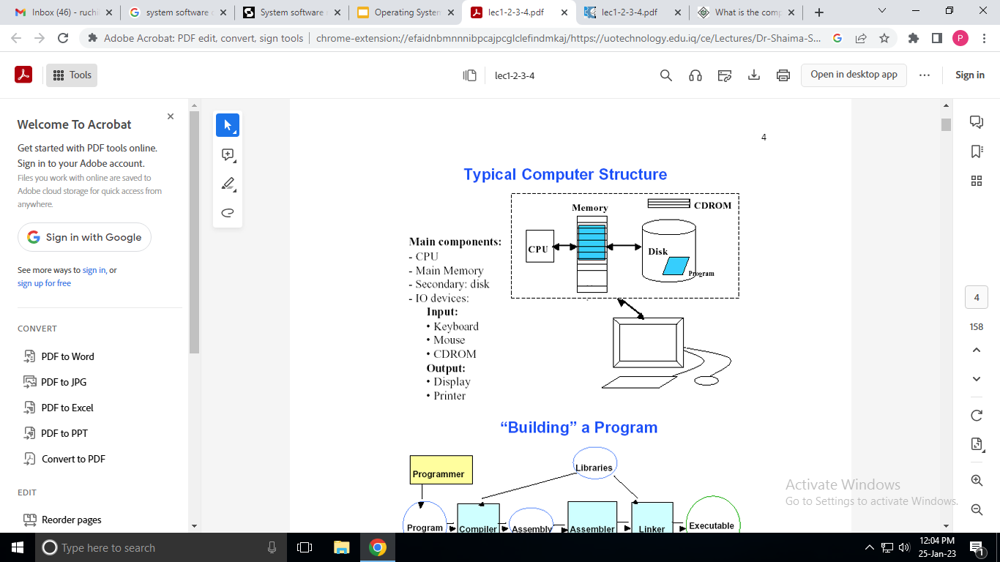 Inbox (46) - ruchi
system software
System software
Operating System
lec1-2-3-4.pdf
lec1-2-3-4.pdf
What is the comp
Adobe Acrobat: PDF edit, convert, sign tools
chrome-extension://efaidnbmnnnibpcajpcglclefindmkaj/https://uotechnology.edu.iq/ce/Lectures/Dr-Shaima-S...
P
Tools
lec1-2-3-4
Open in desktop app
Sign in
Welcome To Acrobat
Get started with PDF tools online.
Sign in to your Adobe account.
Files you work with online are saved to
Adobe cloud storage for quick access from
anywhere.
Sign in with Google
See more ways to sign in, or
sign up for free
CONVERT
PDF to Word
PDF to JPG
PDF to Excel
PDF to PPT
Convert to PDF
EDIT
Reorder pages
4
Typical Computer Structure
Main components:
- CPU
- Main Memory
- Secondary: disk
- IO devices:
Input:
• Keyboard
• Mouse
• CDROM
Output:
• Display
• Printer
Memory
CDROM
CPU
Disk
Program
“Building” a Program
Programmer
Libraries
Program
Compiler
Assembly
Assembler
Linker
Executable
4
158
Activate Windows
Go to Settings to activate Windows.
Type here to search
12:04 PM
25-Jan-23
1